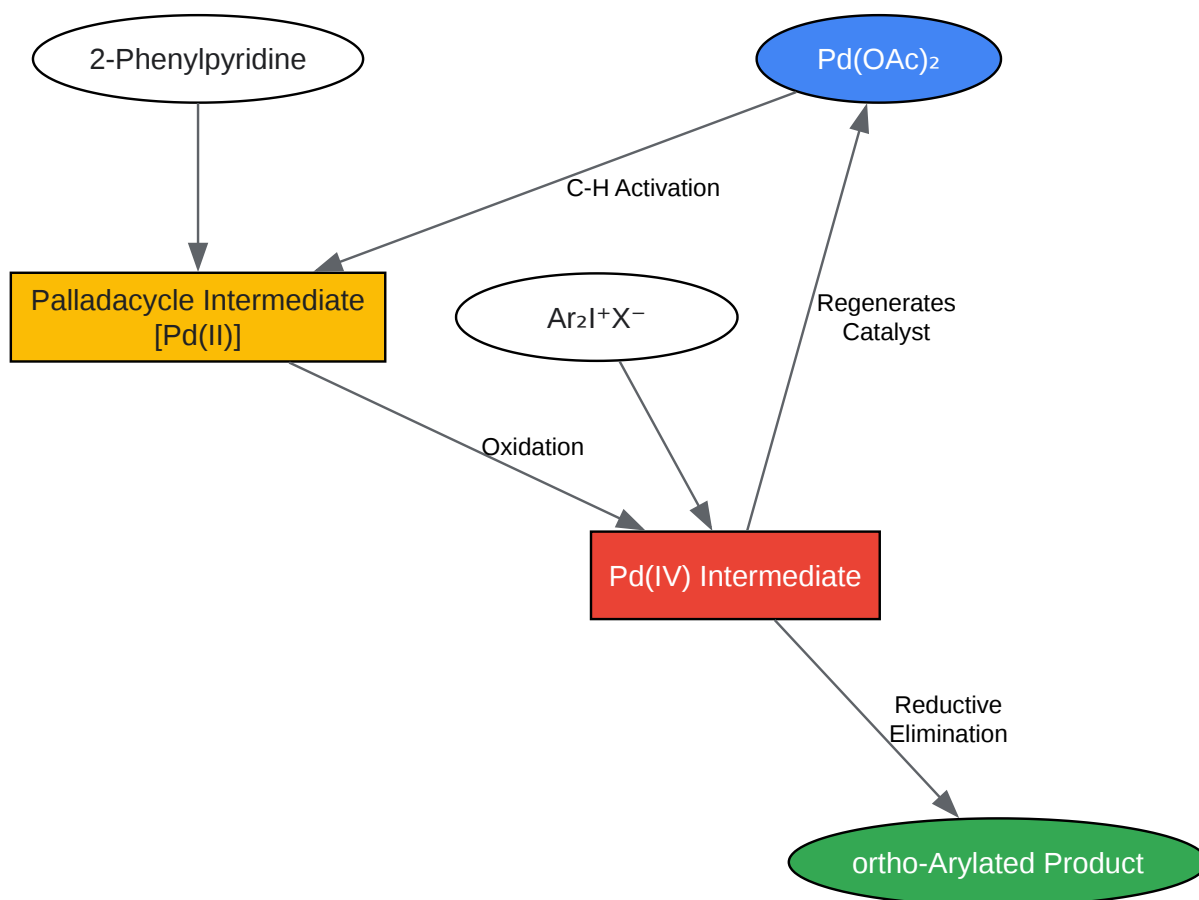 2-Phenylpyridine
Pd(OAc)₂
C-H Activation
Palladacycle Intermediate
[Pd(II)]
Ar₂I⁺X⁻
Regenerates
Catalyst
Oxidation
Pd(IV) Intermediate
Reductive
Elimination
ortho-Arylated Product